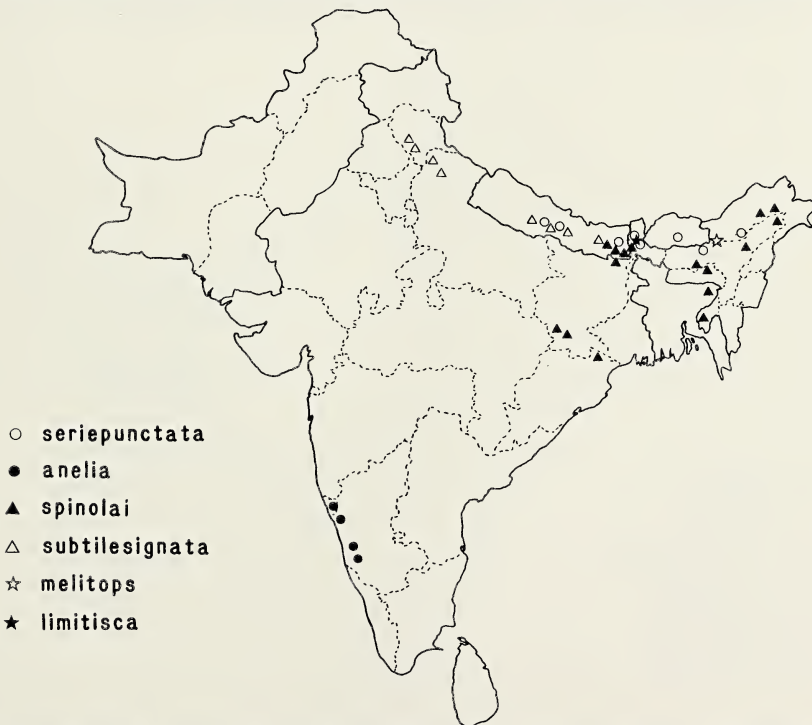 seriepunctata
anelia
spinolai
subtilesignata
melitops
limitisca